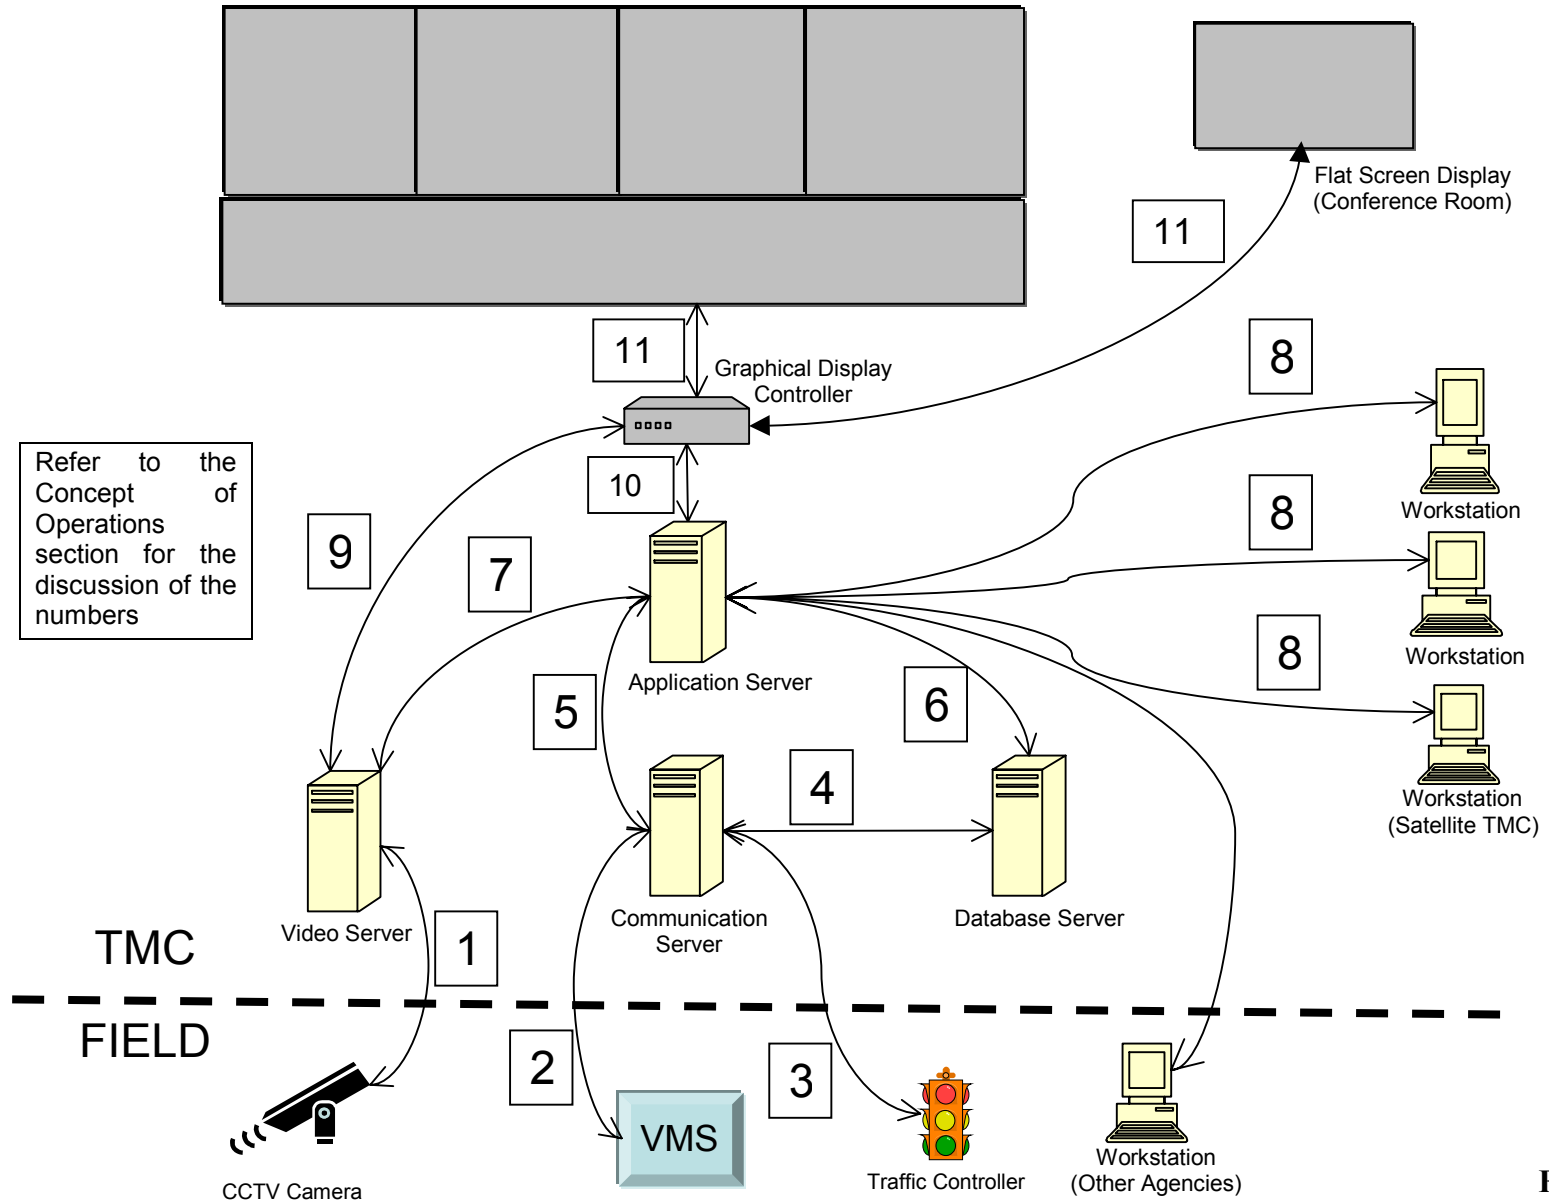 Flat Screen Display
(Conference Room)
11
11
Graphical Display
Controller
8
Workstation
Refer to the
Concept of
Operations
section for the
discussion of the
numbers
10
9
7
8
Workstation
Application Server
5
6
8
Workstation
(Satellite TMC)
4
Video Server
Communication
Server
Database Server
1
TMC
FIELD
2
3
VMS
CCTV Camera
Traffic Controller
Workstation
(Other Agencies)